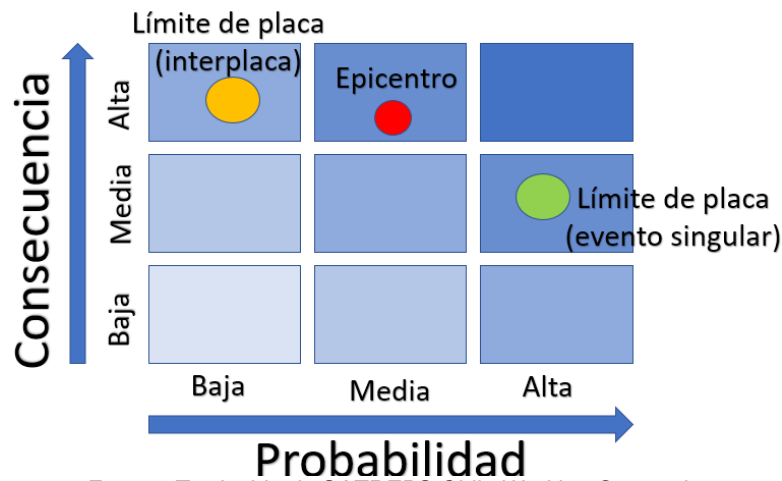 Límite de placa
(interplaca)
Epicentro
Límite de placa
(evento singular)
Consecuencia
Alta
Media
Baja
Baja
Media
Alta
Probabilidad